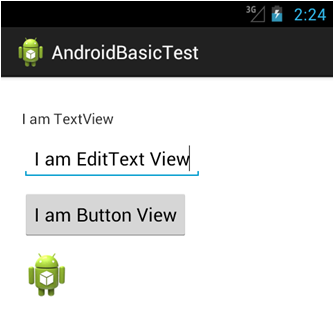 3G 2:24
AndroidBasicTest
I am TextView
I am EditText View
I am Button View